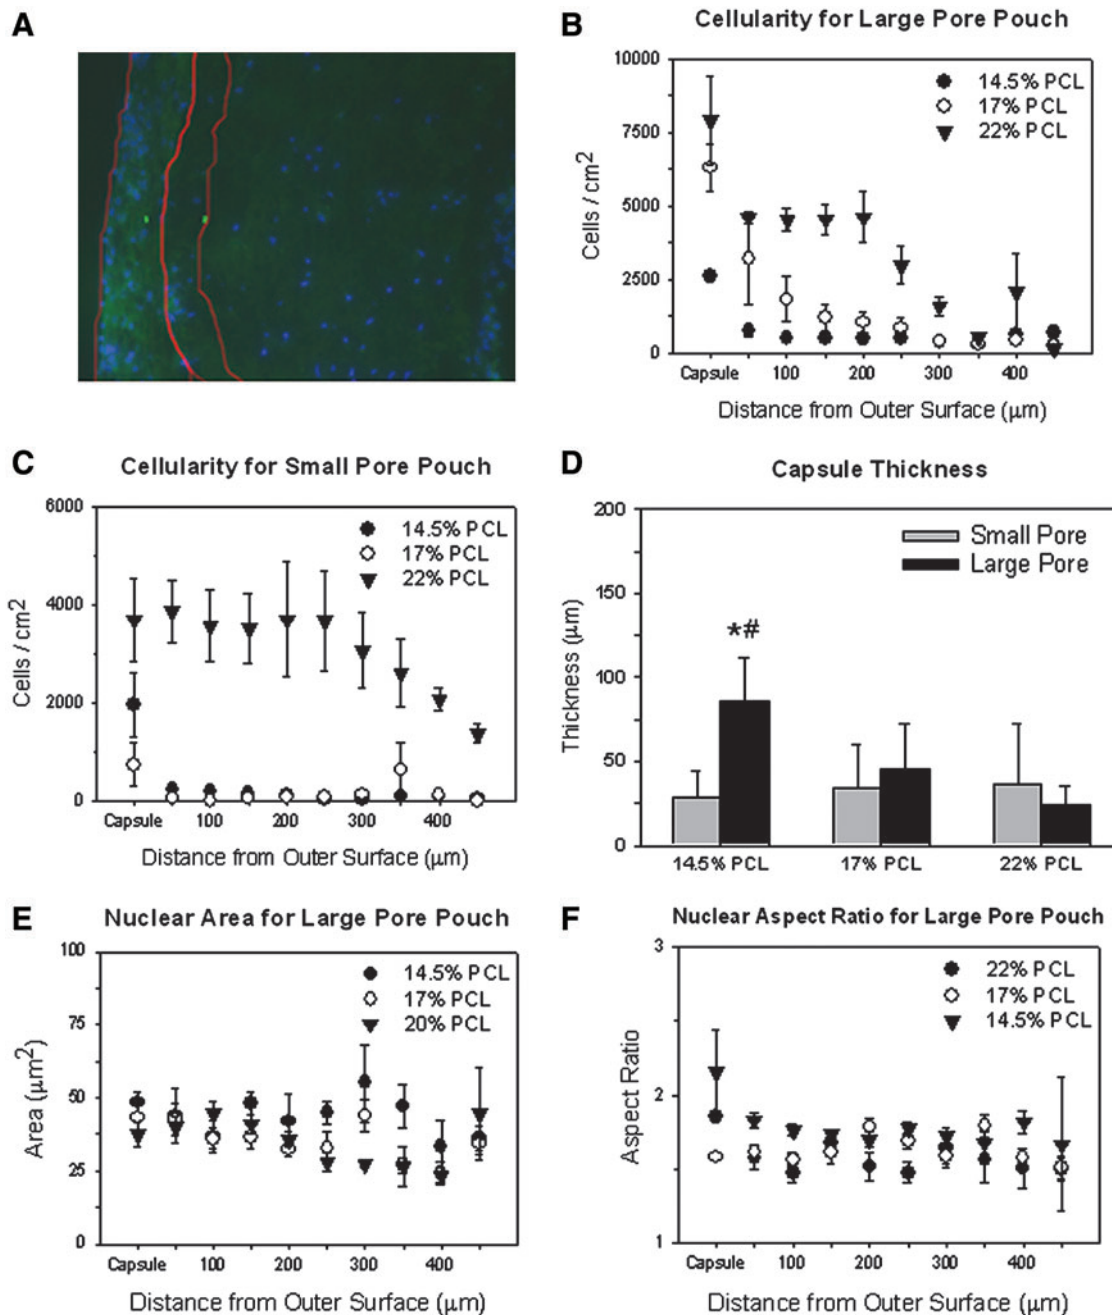 A
B
Cellularity for Large Pore Pouch
10000
7500
5000
2500
0
Cells / cm²
14.5% PCL
17% PCL
22% PCL
Capsule 100 200 300 400
Distance from Outer Surface (μm)
C
Cellularity for Small Pore Pouch
6000
4000
2000
0
Cells / cm²
14.5% PCL
17% PCL
22% PCL
Capsule 100 200 300 400
Distance from Outer Surface (μm)
D
Capsule Thickness
200
150
100
50
0
Thickness (μm)
Small Pore
Large Pore
*#
14.5% PCL 17% PCL 22% PCL
E
Nuclear Area for Large Pore Pouch
100
75
50
25
0
Area (μm²)
14.5% PCL
17% PCL
20% PCL
Capsule 100 200 300 400
Distance from Outer Surface (μm)
F
Nuclear Aspect Ratio for Large Pore Pouch
3
2
1
Aspect Ratio
22% PCL
17% PCL
14.5% PCL
Capsule 100 200 300 400
Distance from Outer Surface (μm)